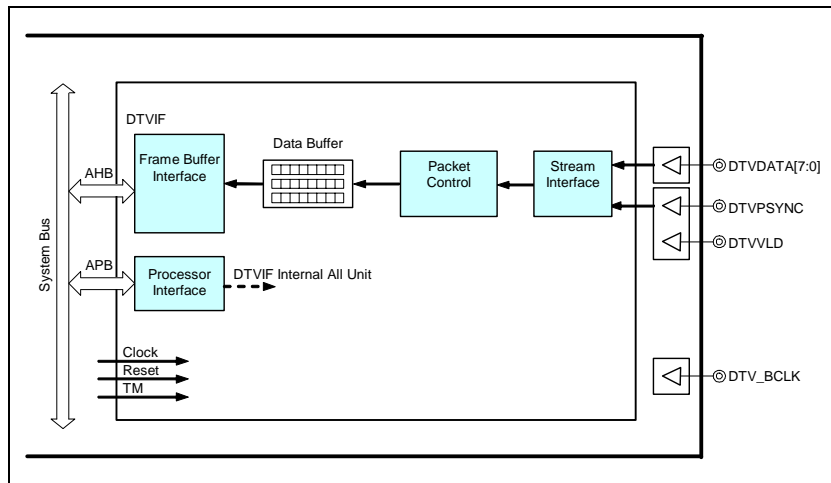 DTVIF
Data Buffer
Frame Buffer
Interface
Packet
Control
Stream
Interface
DTVDATA[7:0]
DTVPSYNC
DTVVLD
AHB
System Bus
APB
Processor
Interface
DTVIF Internal All Unit
Clock
Reset
TM
DTV_BCLK